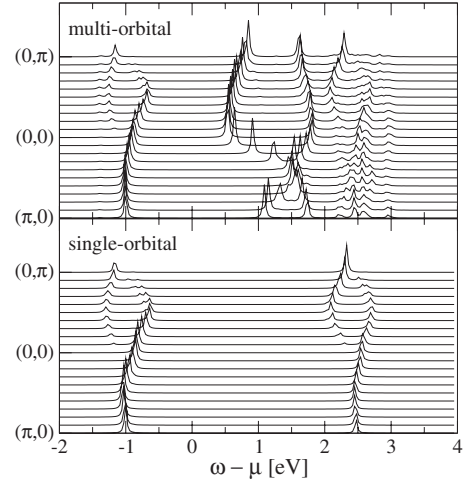 multi-orbital
(0,π)
(0,0)
(π,0)
single-orbital
(0,π)
(0,0)
(π,0)
-2 -1 0 1 2 3 4
ω − μ [eV]